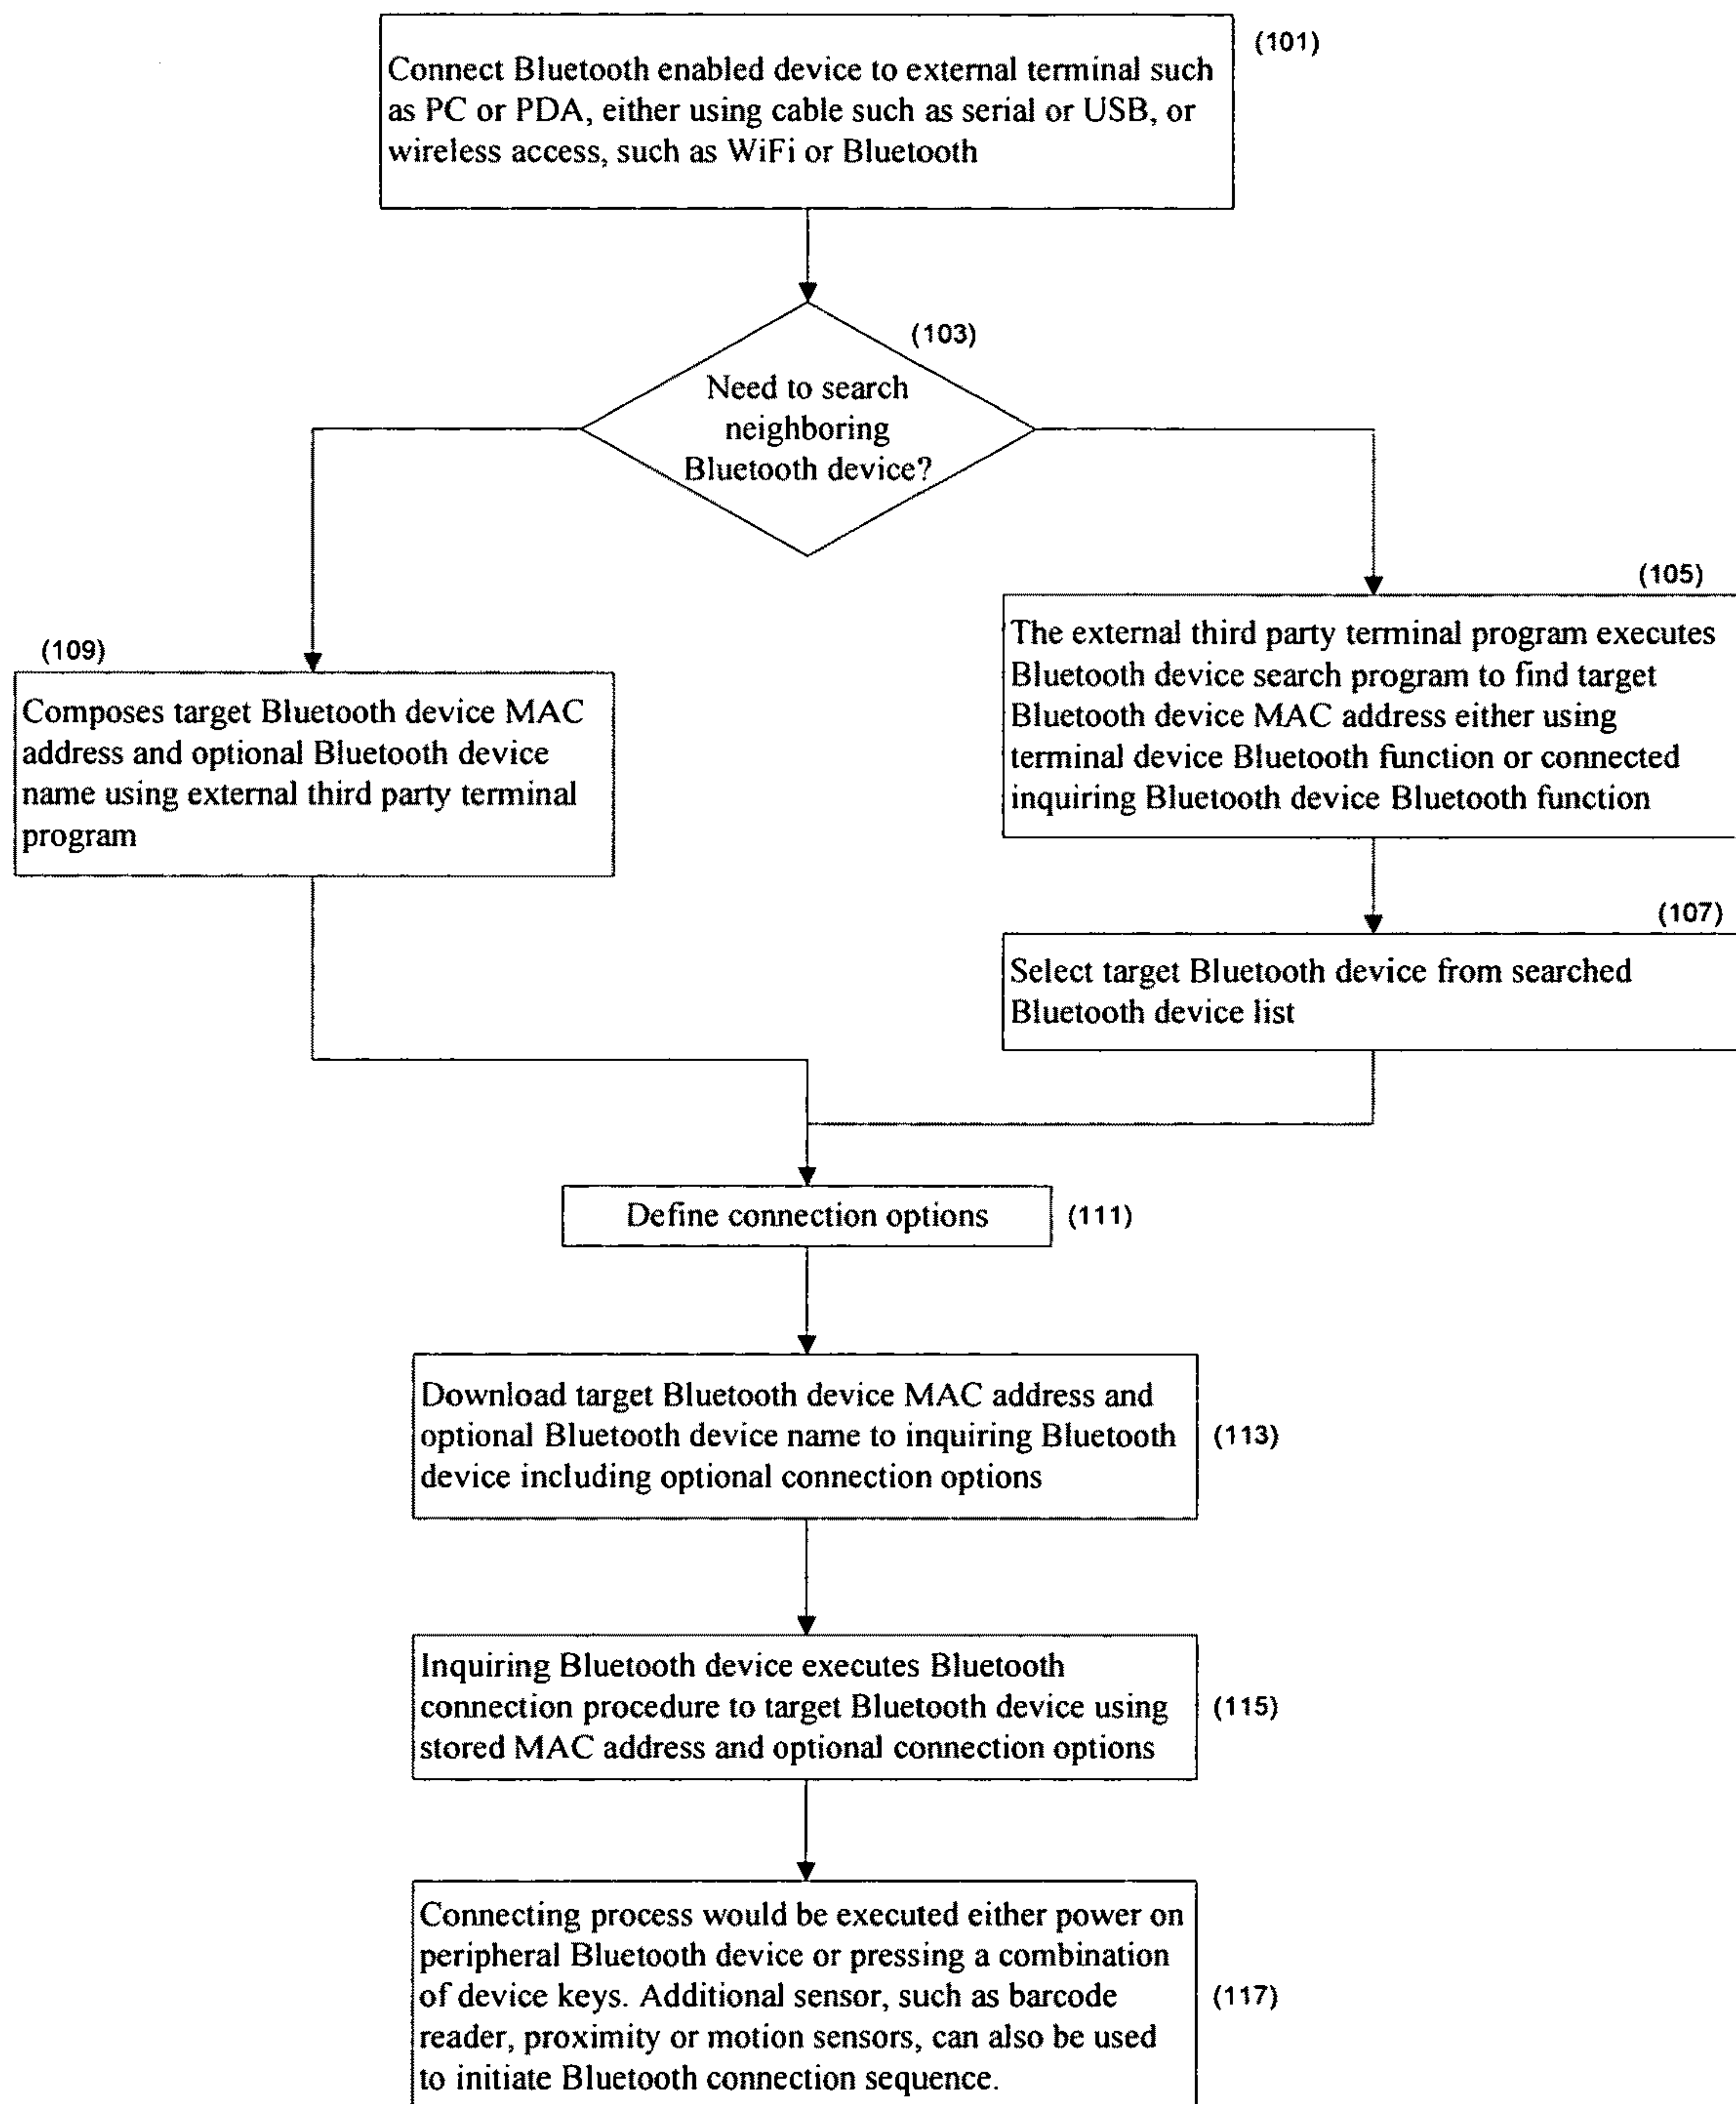 (101)
Connect Bluetooth enabled device to external terminal such
as PC or PDA, either using cable such as serial or USB, or
wireless access, such as WiFi or Bluetooth
(103)
Need to search
neighboring
Bluetooth device?
(109)
Composes target Bluetooth device MAC
address and optional Bluetooth device
name using external third party terminal
program
(105)
The external third party terminal program executes
Bluetooth device search program to find target
Bluetooth device MAC address either using
terminal device Bluetooth function or connected
inquiring Bluetooth device Bluetooth function
(107)
Select target Bluetooth device from searched
Bluetooth device list
Define connection options
(111)
Download target Bluetooth device MAC address and
optional Bluetooth device name to inquiring Bluetooth
device including optional connection options
(113)
Inquiring Bluetooth device executes Bluetooth
connection procedure to target Bluetooth device using
stored MAC address and optional connection options
(115)
Connecting process would be executed either power on
peripheral Bluetooth device or pressing a combination
of device keys. Additional sensor, such as barcode
reader, proximity or motion sensors, can also be used
to initiate Bluetooth connection sequence.
(117)